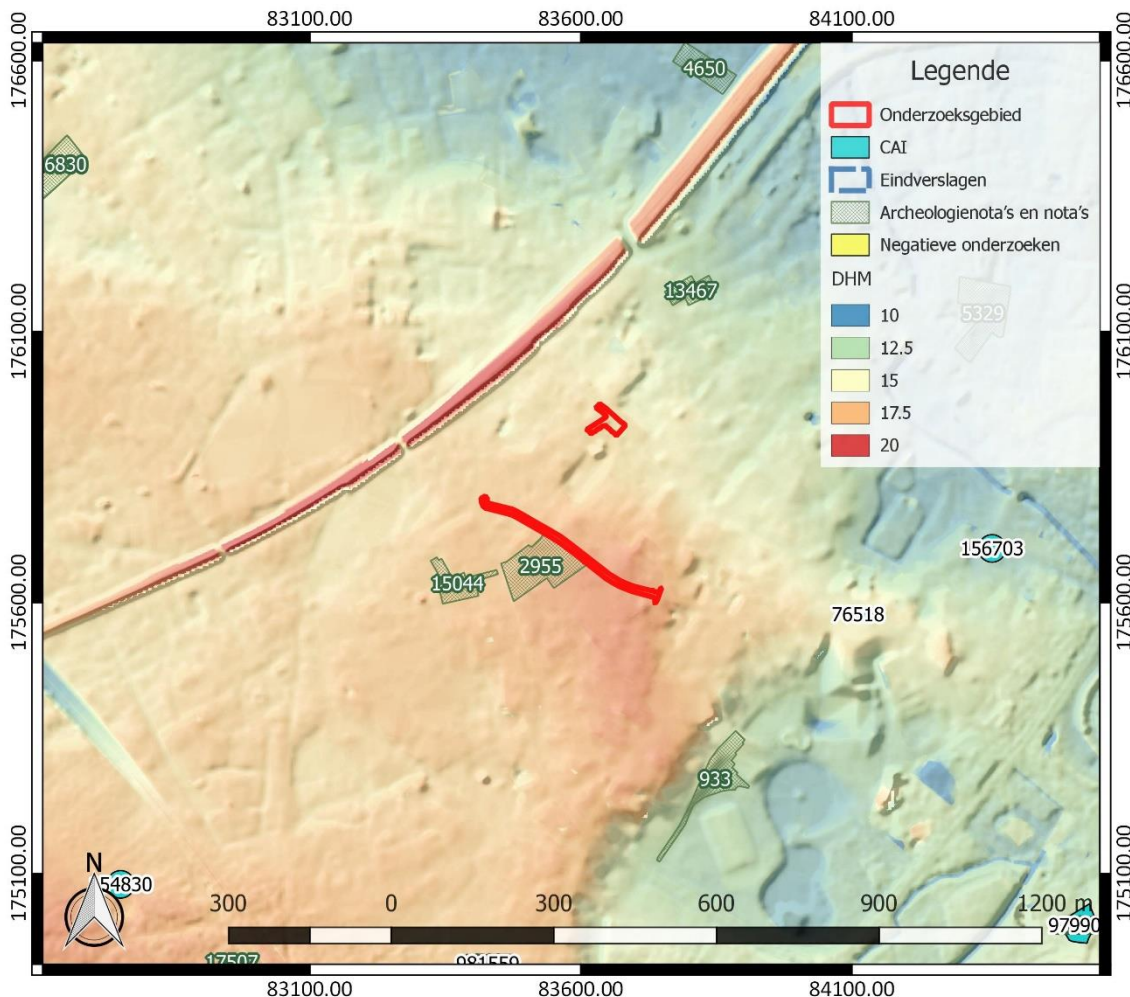 83100.00 83600.00 84100.00
176600.00
176600.00
4650
6830
Legende
Onderzoeksgebied
CAI
Eindverslagen
Archeologienota's en nota's
Negatieve onderzoeken
DHM
10
12.5
15
17.5
20
13467
5329
176100.00
176100.00
156703
2955
15044
175600.00
175600.00
76518
933
175100.00
175100.00
N
54830
300 0 300 600 900 1200 m
97990
17507
981559
83100.00 83600.00 84100.00